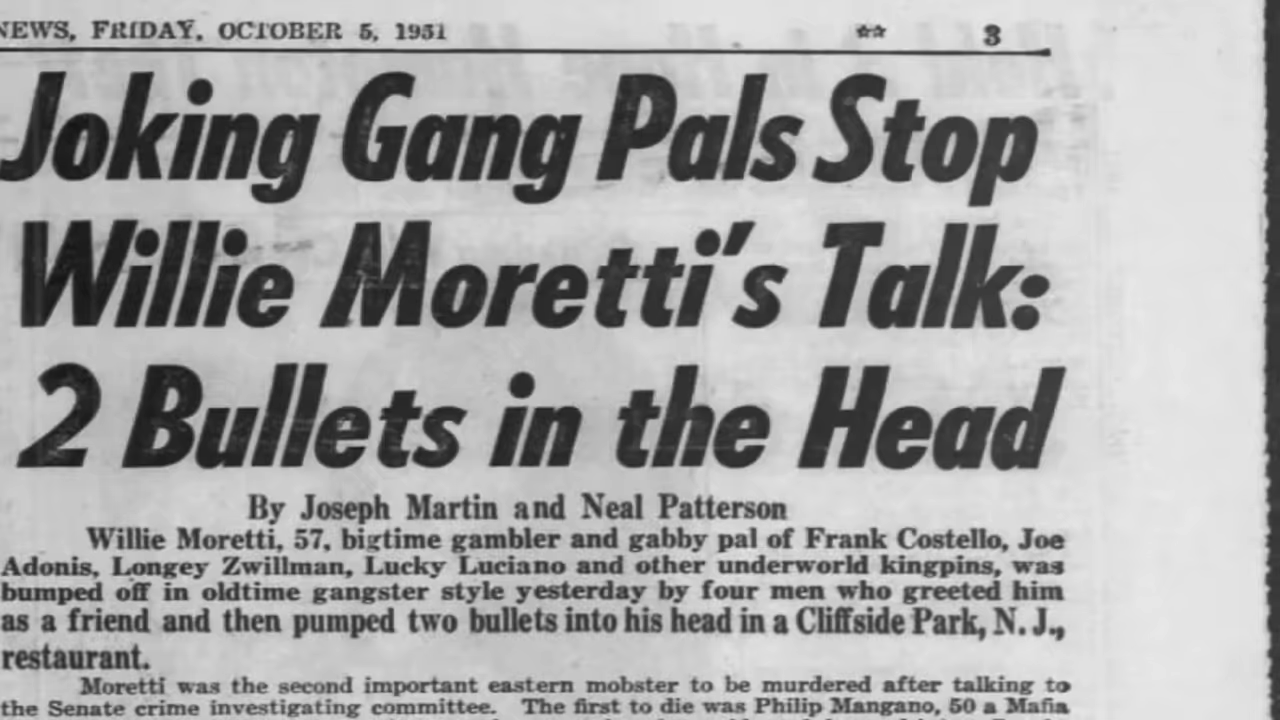 NEWS, FRIDAY, OCTOBER 5, 1951 ** 3
Joking Gang Pals Stop
Willie Moretti's Talk:
2 Bullets in the Head
By Joseph Martin and Neal Patterson
Willie Moretti, 57, bigtime gambler and gabby pal of Frank Costello, Joe
Adonis, Longey Zwillman, Lucky Luciano and other underworld kingpins, was
bumped off in oldtime gangster style yesterday by four men who greeted him
as a friend and then pumped two bullets into his head in a Cliffside Park, N. J.,
restaurant.
Moretti was the second important eastern mobster to be murdered after talking to
the Senate crime investigating committee. The first to die was Philip Mangano, 50 a Mafia